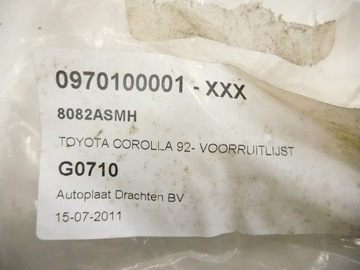 0970100001 - XXX
8082ASMH
TOYOTA COROLLA 92- VOORRUITLIJST
G0710
Autoplaat Drachten BV
15-07-2011